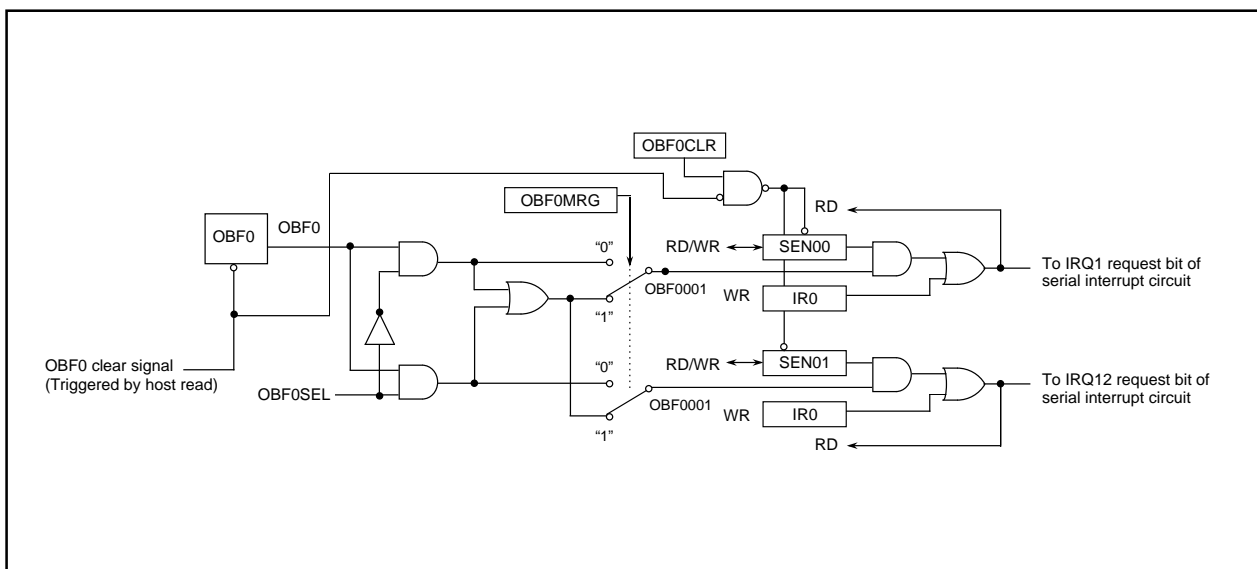 OBF0CLR
OBF0MRG
RD
OBF0
OBF0
“0”
RD/WR
SEN00
To IRQ1 request bit of
serial interrupt circuit
OBF0001
WR
IR0
“1”
OBF0 clear signal
(Triggered by host read)
“0”
RD/WR
SEN01
OBF0SEL
OBF0001
To IRQ12 request bit of
serial interrupt circuit
WR
IR0
“1”
RD